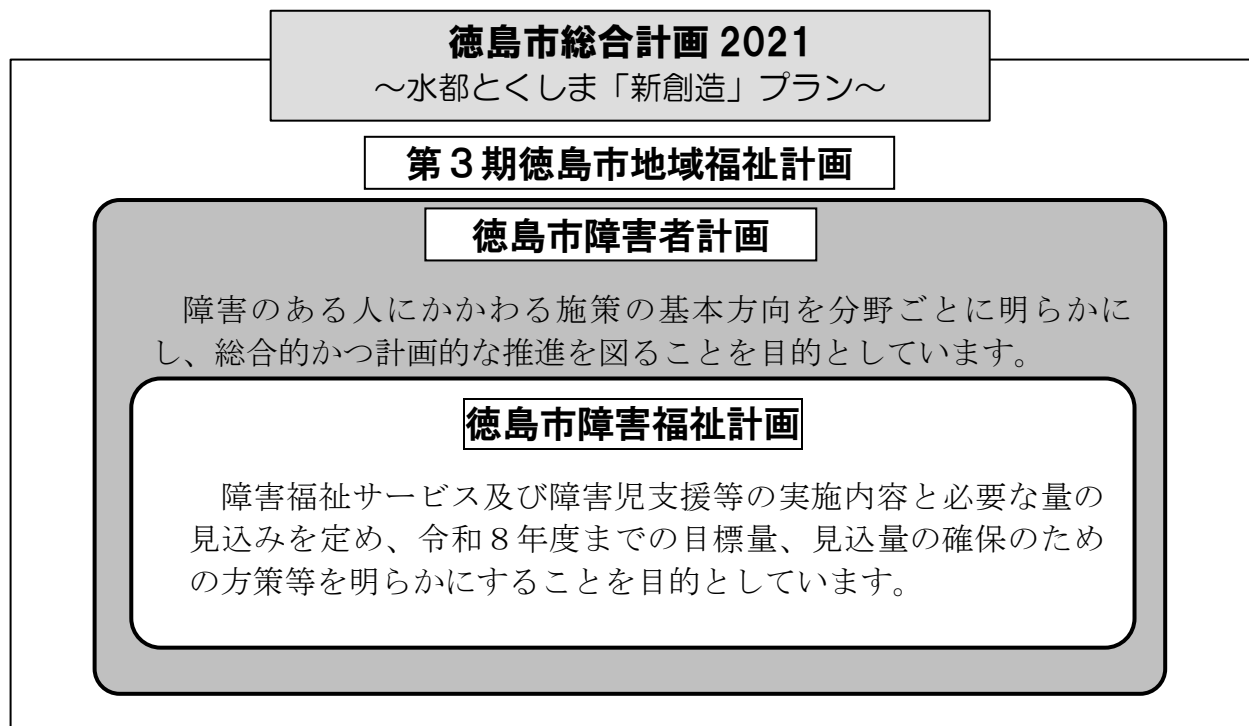 徳島市総合計画 2021
～水都とくしま「新創造」プラン～
第３期徳島市地域福祉計画
徳島市障害者計画
障害のある人にかかわる施策の基本方向を分野ごとに明らかに
し、総合的かつ計画的な推進を図ることを目的としています。
徳島市障害福祉計画
障害福祉サービス及び障害児支援等の実施内容と必要な量の
見込みを定め、令和８年度までの目標量、見込量の確保のため
の方策等を明らかにすることを目的としています。